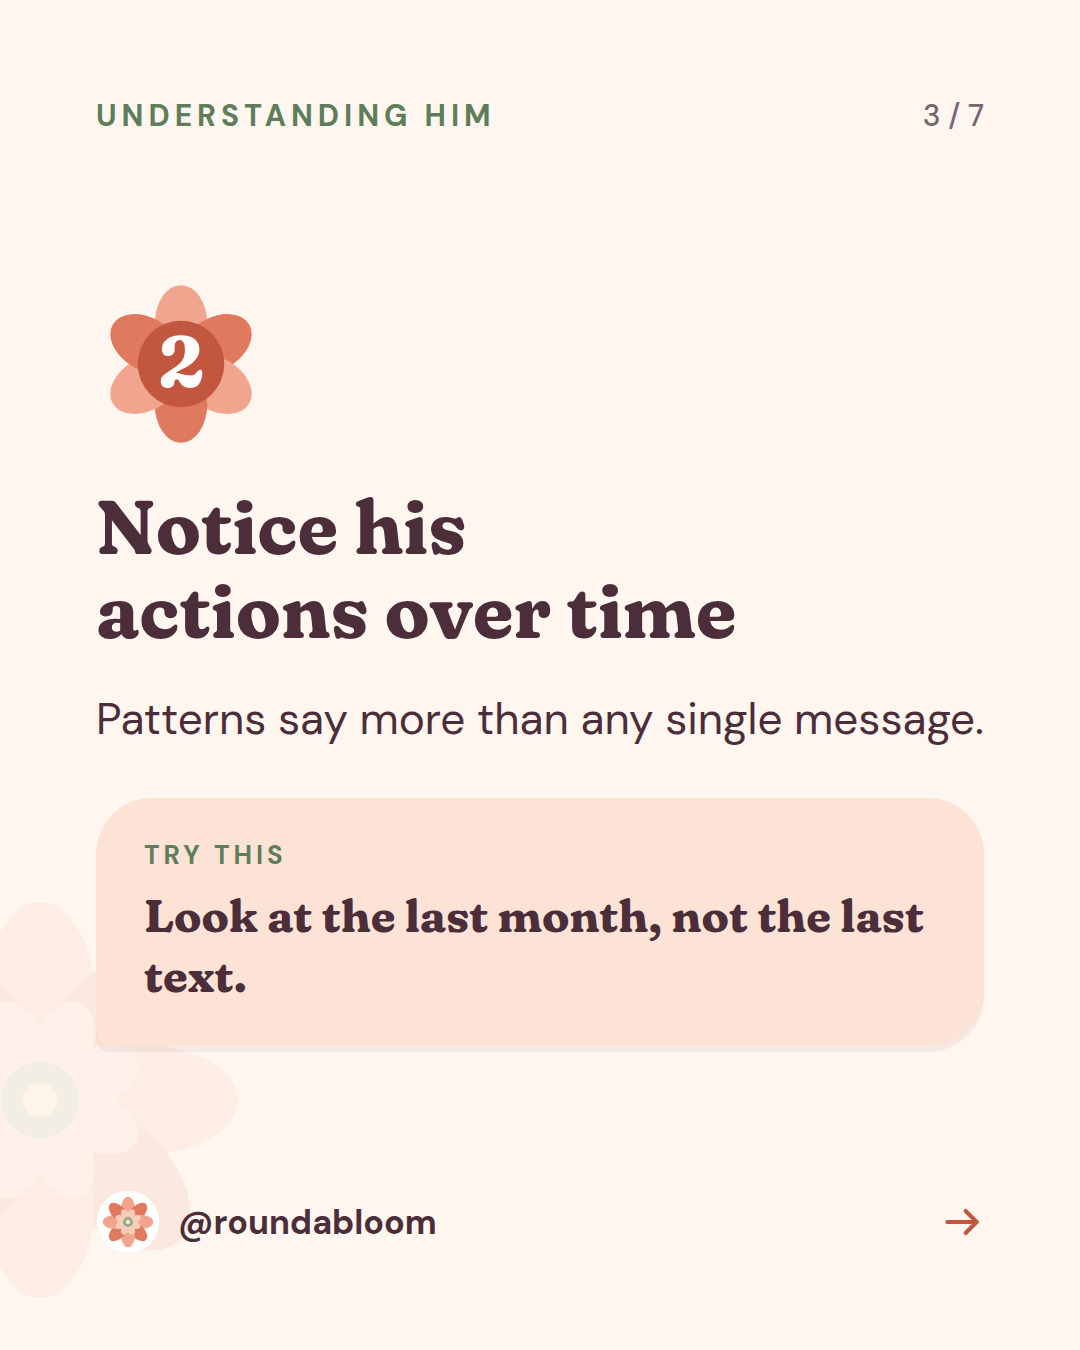 UNDERSTANDING HIM
3 / 7
2
Notice his
actions over time
Patterns say more than any single message.
TRY THIS
Look at the last month, not the last
text.
@roundabloom